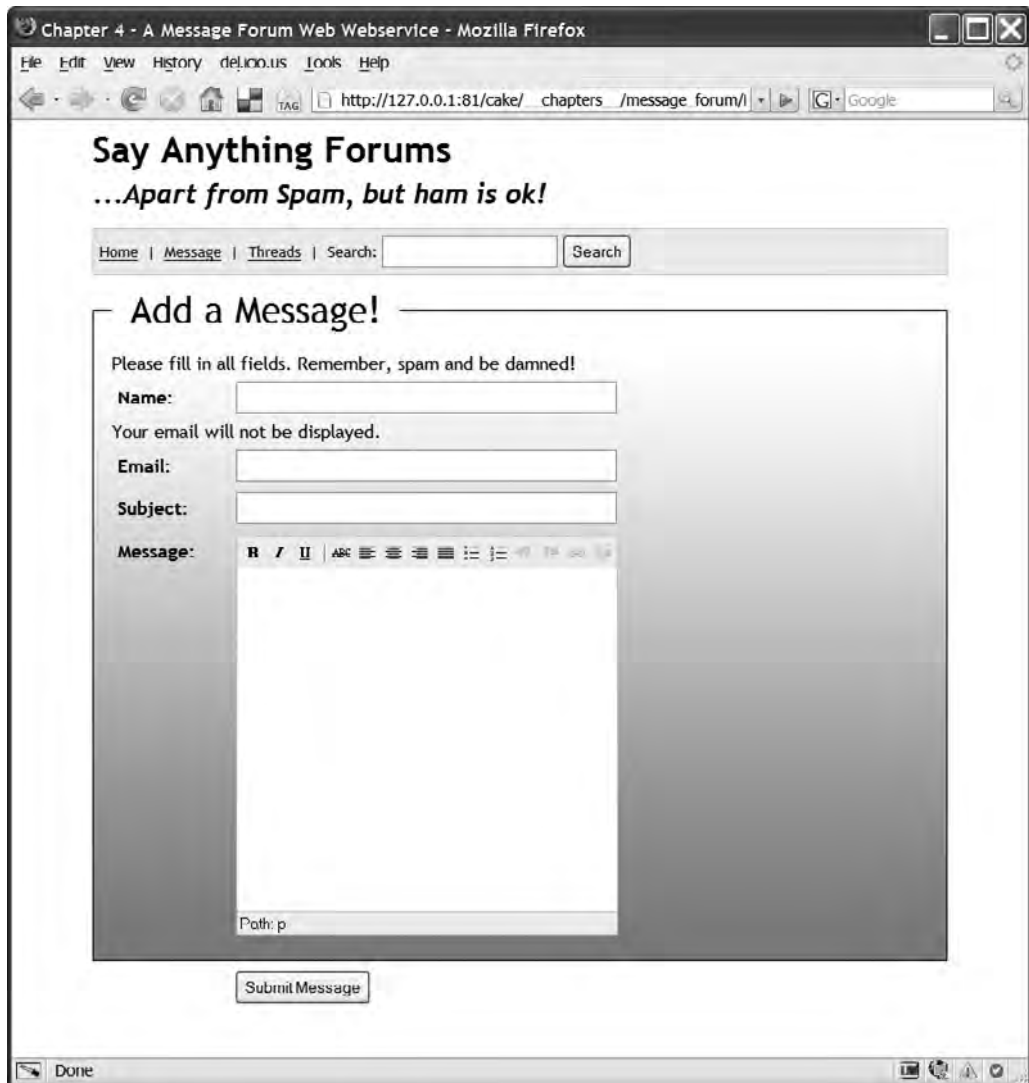 Chapter 4 - A Message Forum Web Webservice - Mozilla Firefox
File Edit View History del.icio.us Tools Help
TAG http://127.0.0.1:81/cake/__chapters__/message_forum/ G Google
Say Anything Forums
...Apart from Spam, but ham is ok!
Home | Message | Threads | Search: Search
Add a Message!
Please fill in all fields. Remember, spam and be damned!
Name:
Your email will not be displayed.
Email:
Subject:
Message: B I U ABC
Path: p
Submit Message
Done